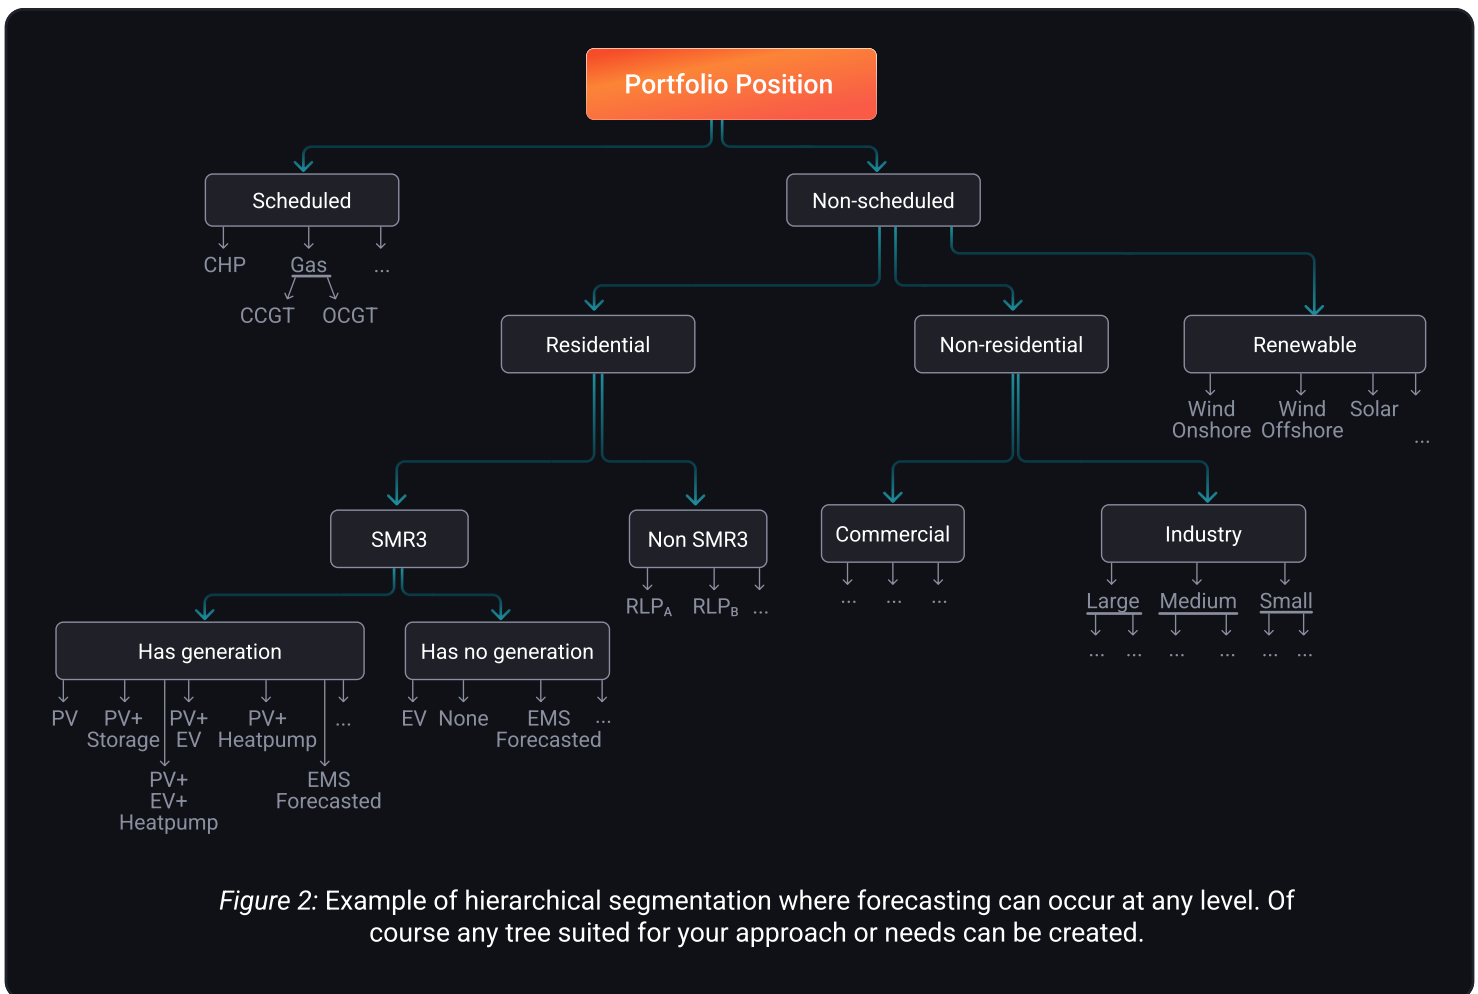 Portfolio Position
Scheduled
Non-scheduled
CHP
Gas
...
CCGT
OCGT
Residential
Non-residential
Renewable
Wind
Onshore
Wind
Offshore
Solar
...
SMR3
Non SMR3
Commercial
Industry
RLPA
RLPB
...
...
...
...
Large
Medium
Small
...
...
...
...
...
...
Has generation
Has no generation
PV
PV+
Storage
PV+
EV
PV+
Heatpump
...
PV+
EV+
Heatpump
EMS
Forecasted
EV
None
EMS
Forecasted
...
Figure 2: Example of hierarchical segmentation where forecasting can occur at any level. Of
course any tree suited for your approach or needs can be created.